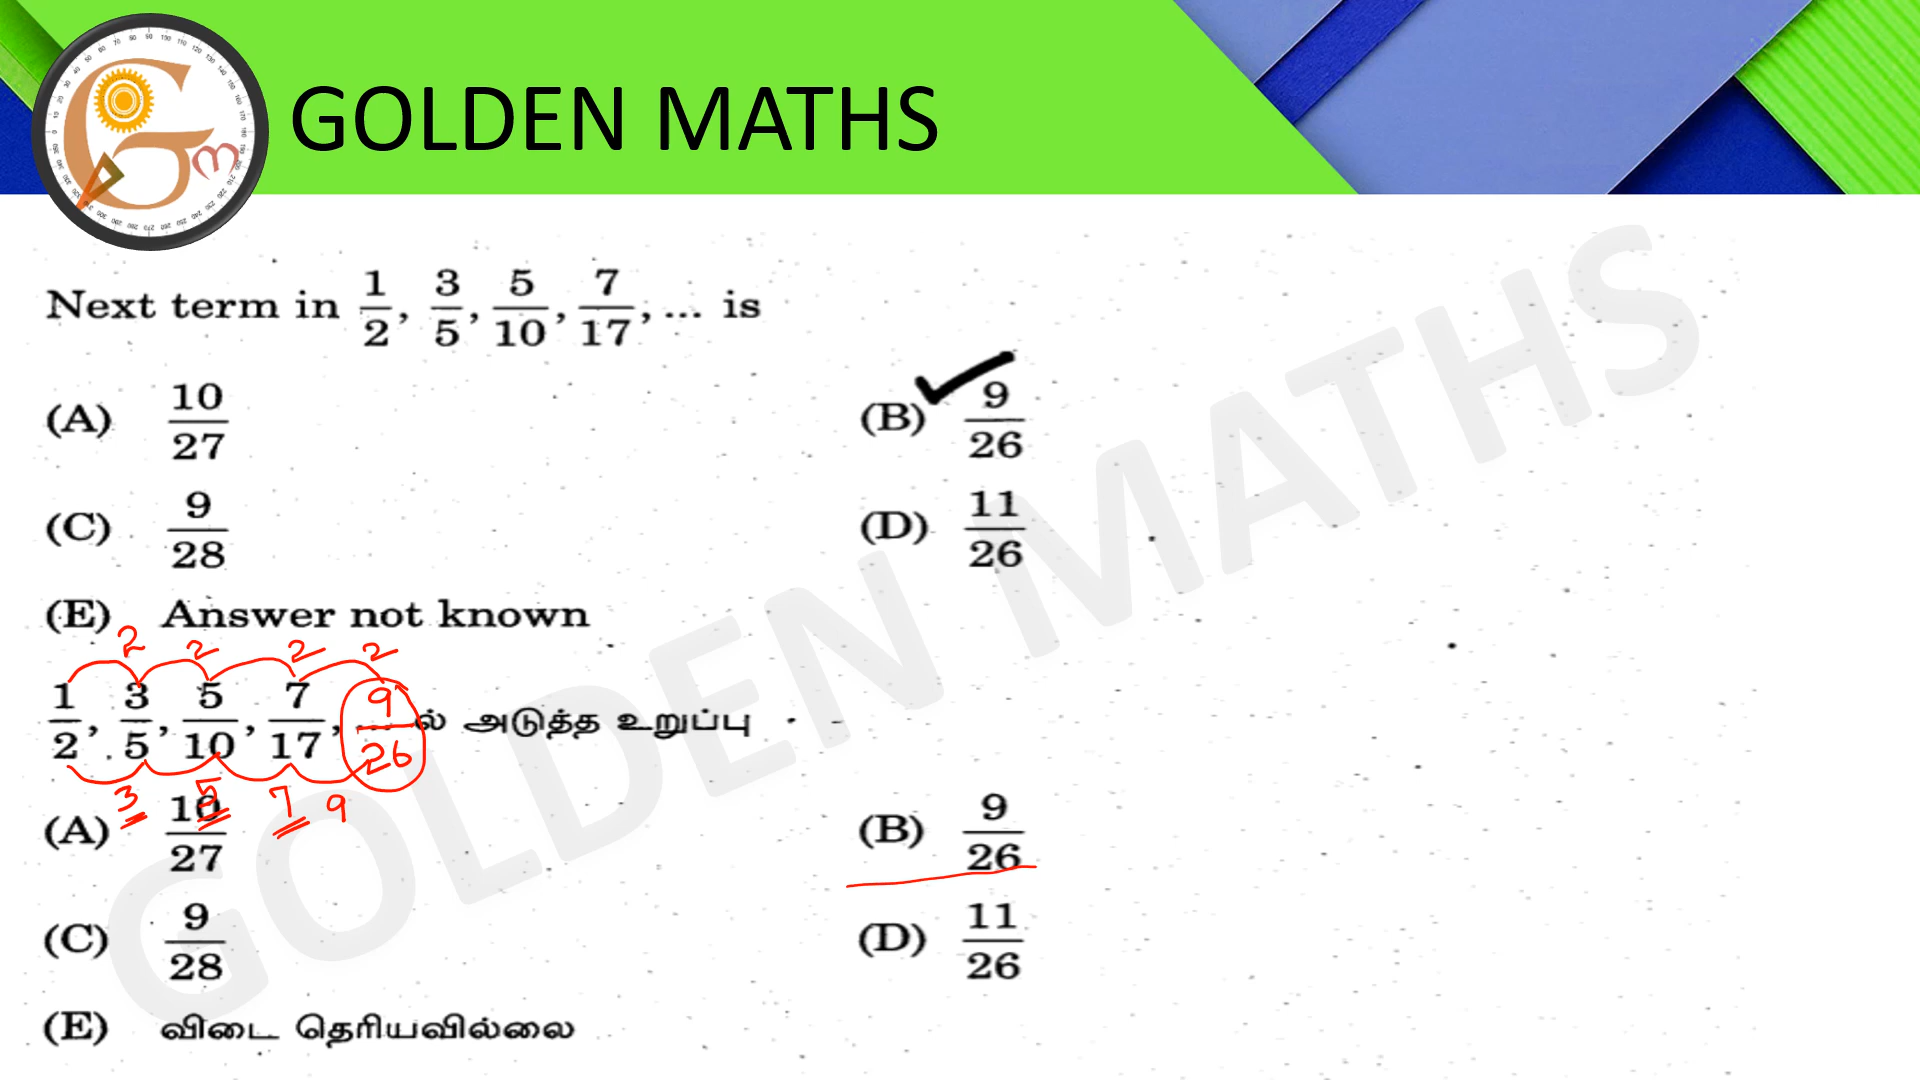 GOLDEN MATHS
Next term in 1/2, 3/5, 5/10, 7/17, ... is
(A) 10/27 (B) 9/26
(C) 9/28 (D) 11/26
(E) Answer not known
2 2 2 2
1/2, 3/5, 5/10, 7/17, ... 9/26 ல் அடுத்த உறுப்பு
3 5 7 9
(A) 10/27 (B) 9/26
(C) 9/28 (D) 11/26
(E) விடை தெரியவில்லை
GOLDEN MATHS